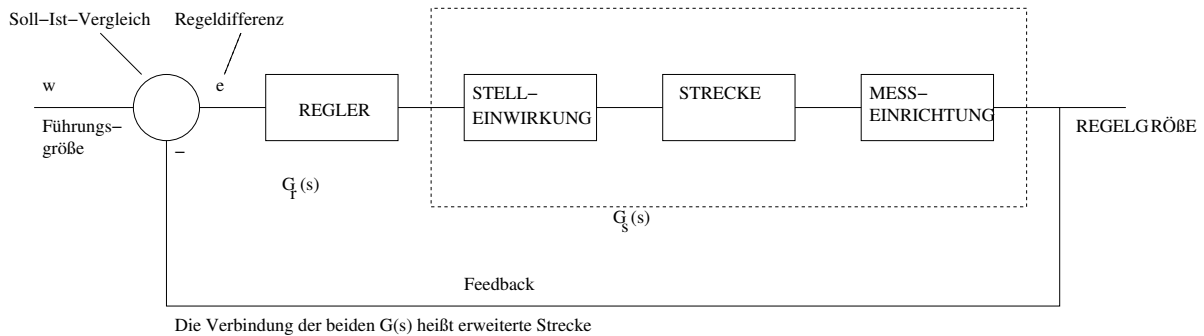 Soll−Ist−Vergleich
Regeldifferenz
w
e
Führungs−
größe
−
REGLER
STELL−
EINWIRKUNG
STRECKE
MESS−
EINRICHTUNG
REGELGRÖßE
G_r(s)
G_s(s)
Feedback
Die Verbindung der beiden G(s) heißt erweiterte Strecke